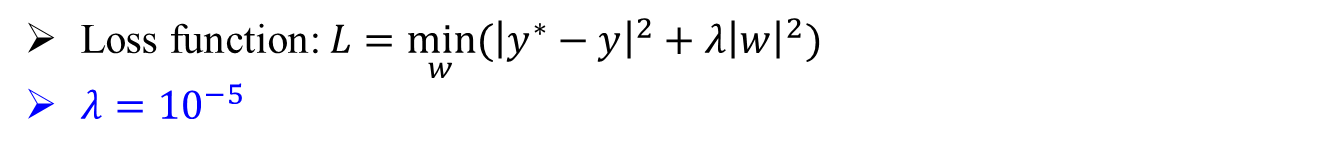 ➢ Loss function: 𝐿 = min_𝑤(|𝑦* − 𝑦|² + 𝜆|𝑤|²)
➢ 𝜆 = 10⁻⁵